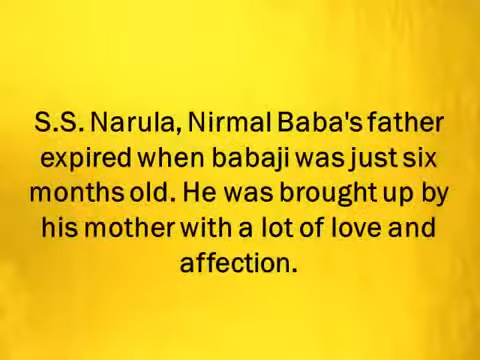 S.S. Narula, Nirmal Baba's father
expired when babaji was just six
months old. He was brought up by
his mother with a lot of love and
affection.